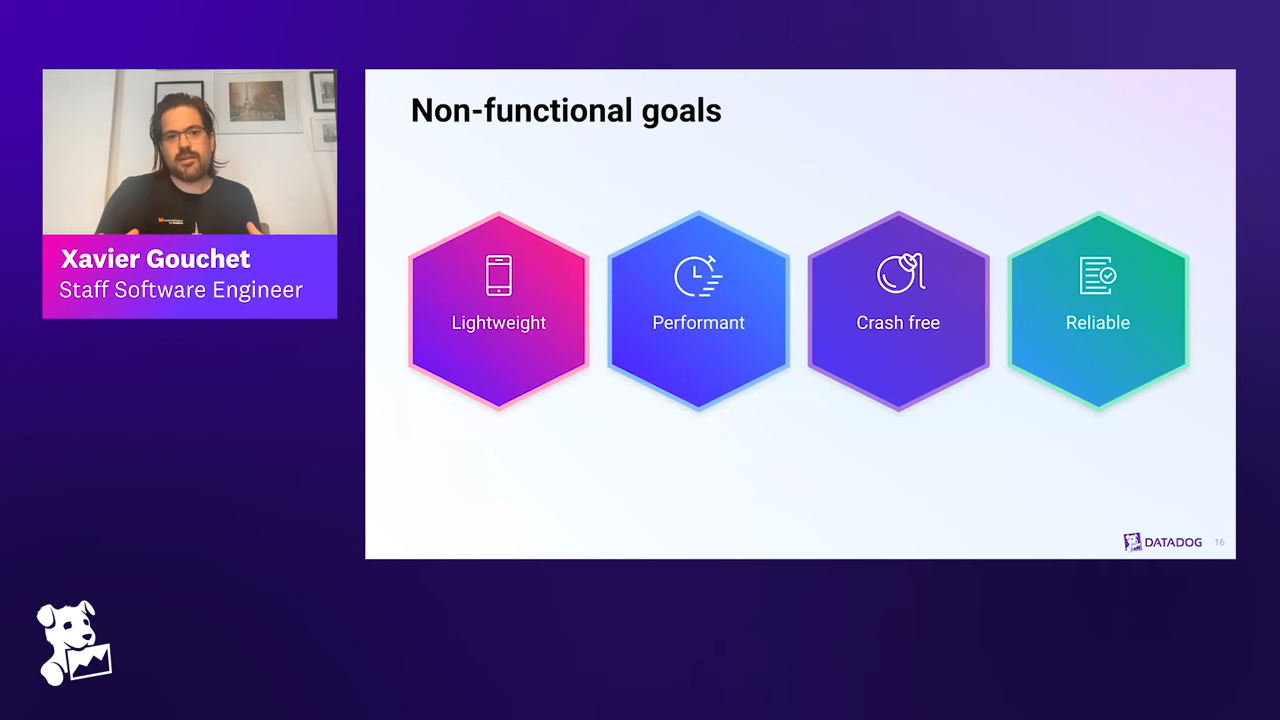 Xavier Gouchet
Staff Software Engineer
Non-functional goals
Lightweight
Performant
Crash free
Reliable
DATADOG
16